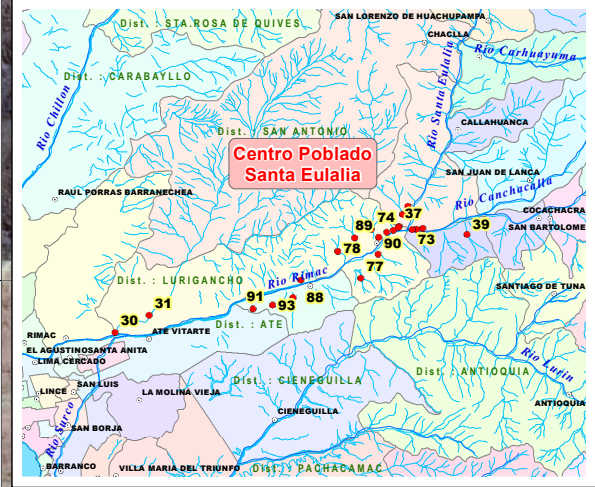 SAN LORENZO DE HUACHUPAMPA
Dist. : STA.ROSA DE QUIVES
CHACLLA
Rio Carhuayuma
Dist. : CARABAYLLO
Rio Chillon
Rio Santa Eulalia
CALLAHUANCA
Dist. : SAN ANTONIO
Centro Poblado
Santa Eulalia
SAN JUAN DE LANCA
RAUL PORRAS BARRANECHEA
Rio Canchacalla
COCACHACRA
74
37
SAN BARTOLOME
89
90
73
39
78
77
Dist. : LURIGANCHO
Rio Rimac
SANTIAGO DE TUNA
91
93
88
31
30
Dist. : ATE
RIMAC
ATE VITARTE
EL AGUSTINO
SANTA ANITA
LIMA CERCADO
Rio Lurin
Dist. : CIENEGUILLA
Dist. : ANTIOQUIA
SAN LUIS
LINCE
LA MOLINA VIEJA
ANTIOQUIA
CIENEGUILLA
Rio Surco
SAN BORJA
BARRANCO
VILLA MARIA DEL TRIUNFO
Dist. : PACHACAMAC